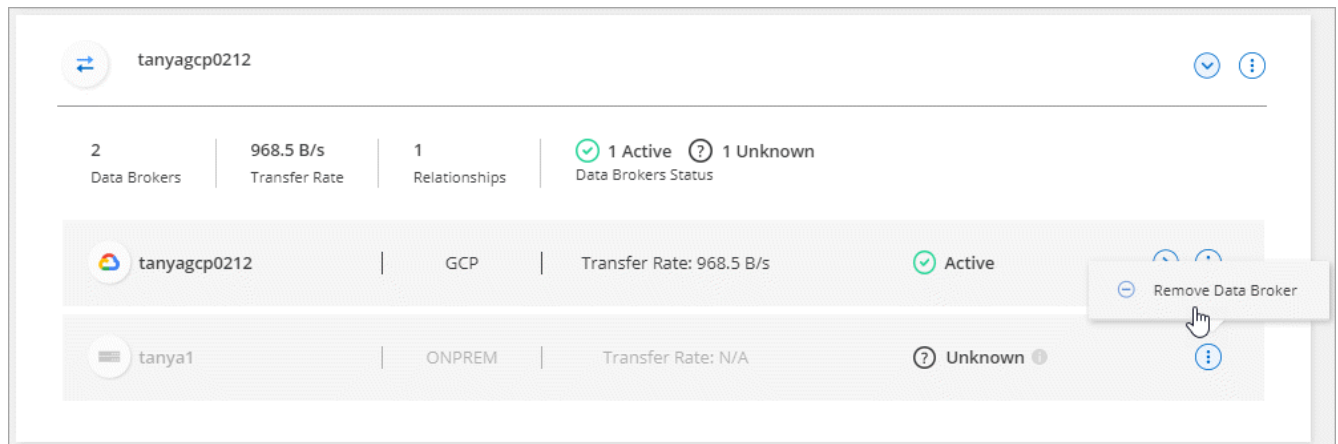 tanyagcp0212
2 968.5 B/s 1 1 Active ? 1 Unknown
Data Brokers Transfer Rate Relationships Data Brokers Status
tanyagcp0212 GCP Transfer Rate: 968.5 B/s Active
Remove Data Broker
tanya1 ONPREM Transfer Rate: N/A ? Unknown i